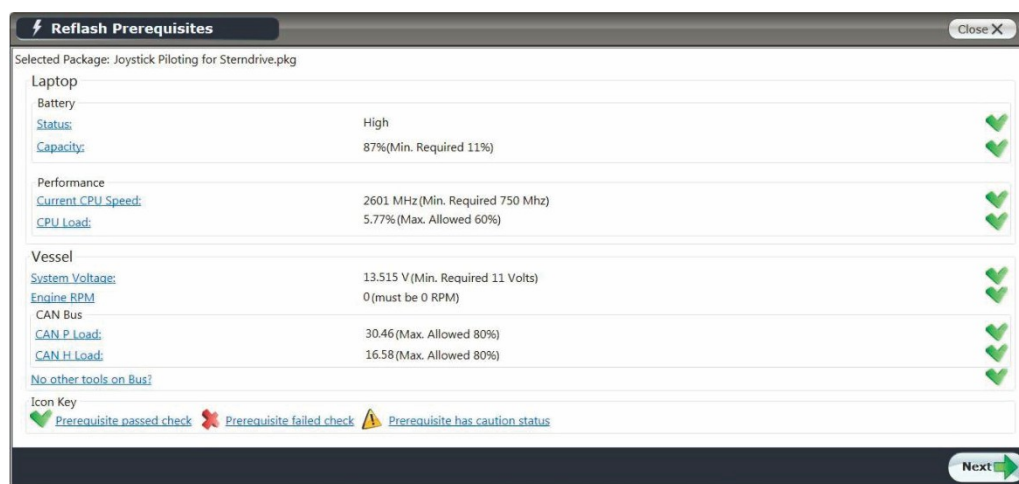 Reflash Prerequisites
Close X
Selected Package: Joystick Piloting for Sterndrive.pkg
Laptop
Battery
Status: High
Capacity: 87%(Min. Required 11%)
Performance
Current CPU Speed: 2601 MHz(Min. Required 750 Mhz)
CPU Load: 5.77%(Max. Allowed 60%)
Vessel
System Voltage: 13.515 V(Min. Required 11 Volts)
Engine RPM 0(must be 0 RPM)
CAN Bus
CAN P Load: 30.46(Max. Allowed 80%)
CAN H Load: 16.58(Max. Allowed 80%)
No other tools on Bus?
Icon Key
Prerequisite passed check Prerequisite failed check Prerequisite has caution status
Next